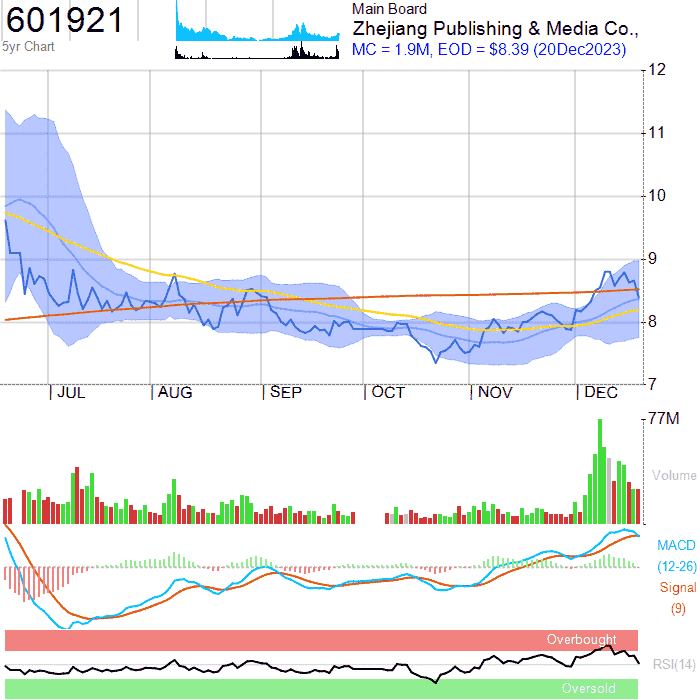 601921
5yr Chart
Main Board
Zhejiang Publishing & Media Co.,
MC = 1.9M, EOD = $8.39 (20Dec2023)
12
11
10
9
8
7
JUL AUG SEP OCT NOV DEC
77M
Volume
MACD
(12-26)
Signal
(9)
Overbought
RSI(14)
Oversold